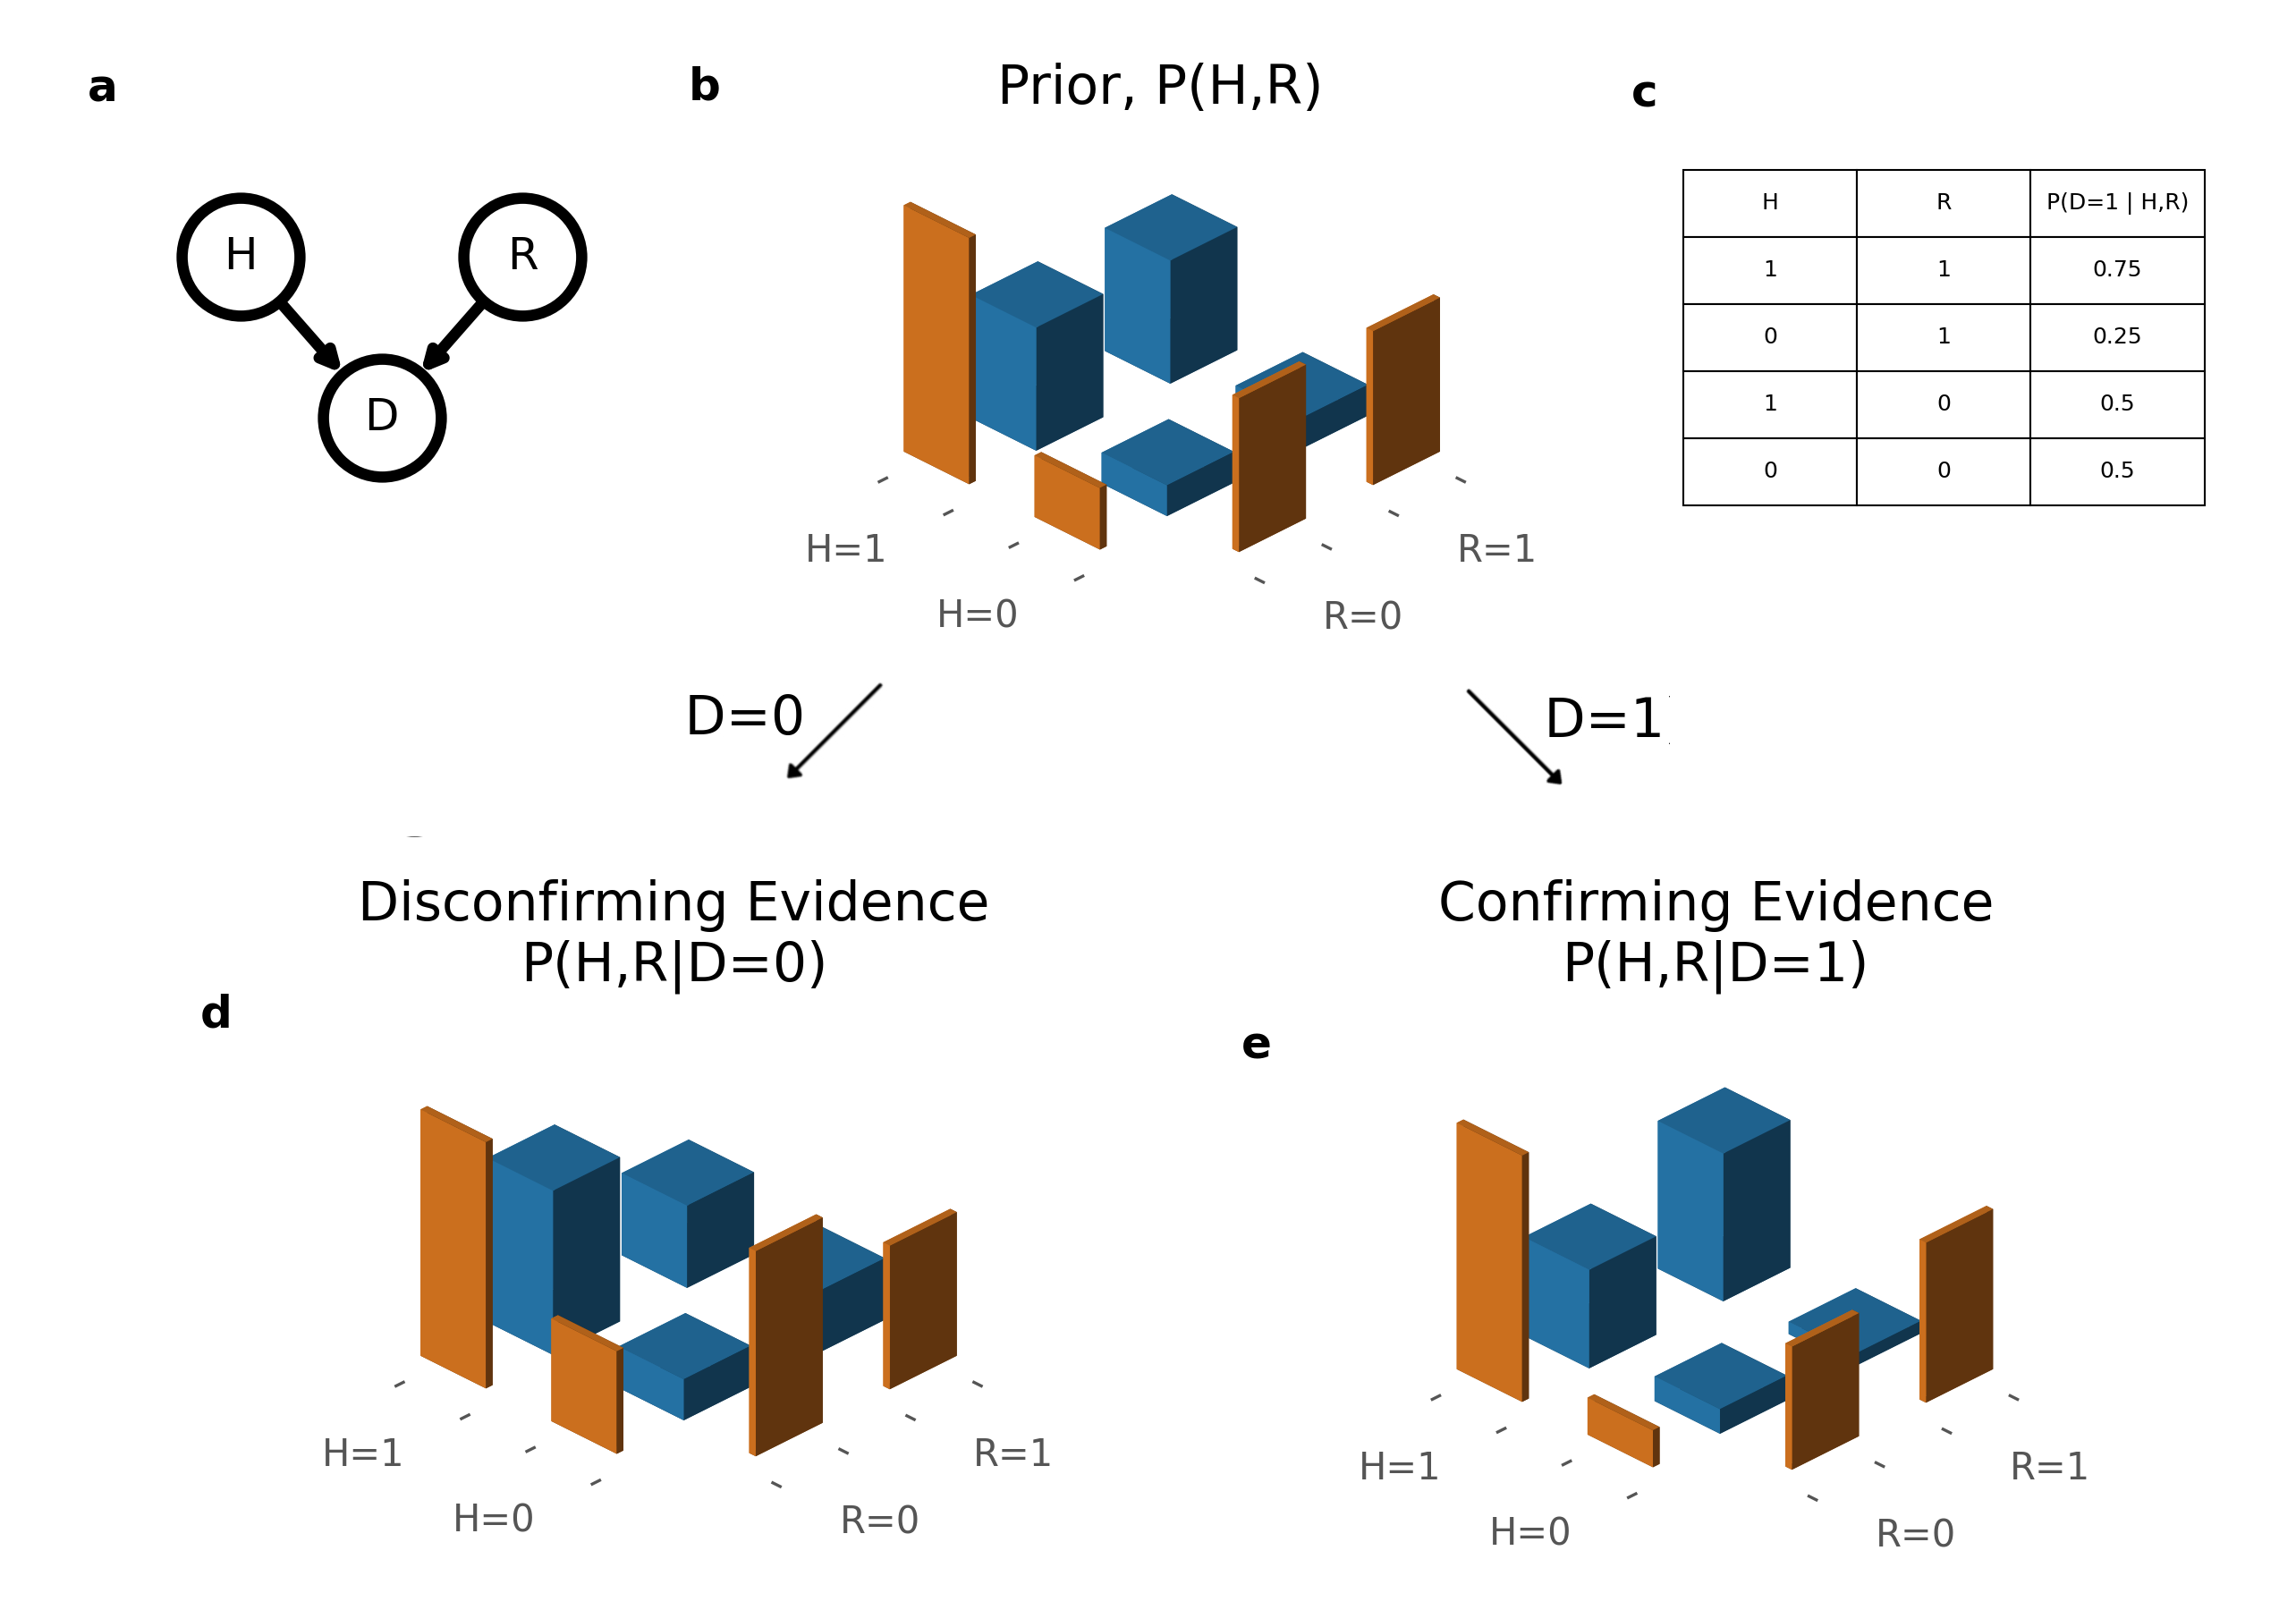 a
b
Prior, P(H,R)
c
H
R
D
H R P(D=1 | H,R)
1 1 0.75
0 1 0.25
1 0 0.5
0 0 0.5
H=1
H=0
R=0
R=1
D=0
D=1
Disconfirming Evidence
P(H,R|D=0)
Confirming Evidence
P(H,R|D=1)
d
e
H=1
H=0
R=0
R=1
H=1
H=0
R=0
R=1